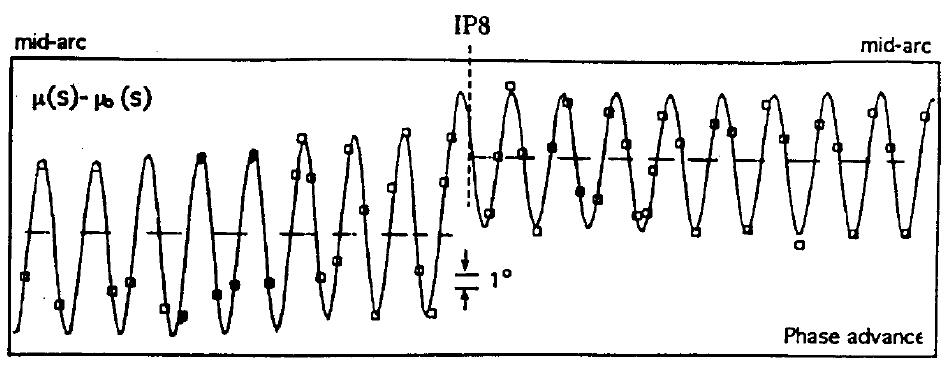 IP8
mid-arc
mid-arc
μ(s)- μ₀ (s)
1°
Phase advance